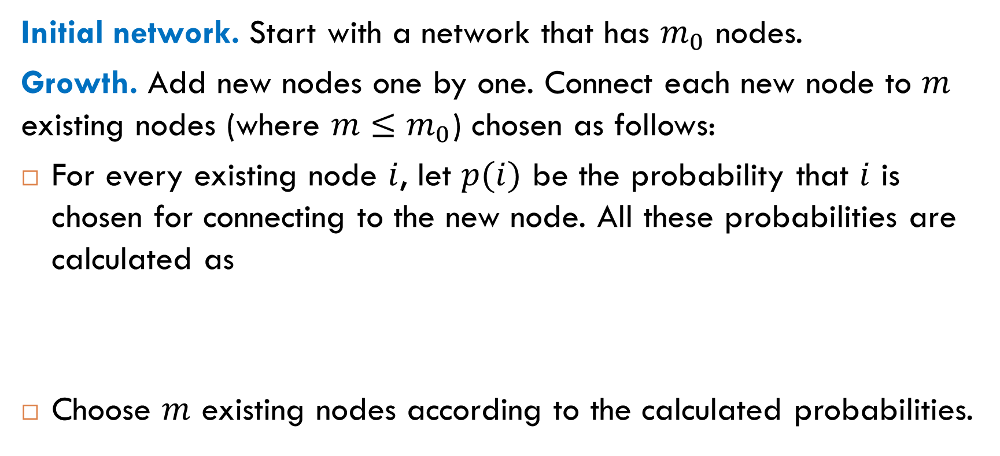 Initial network. Start with a network that has m₀ nodes.
Growth. Add new nodes one by one. Connect each new node to m
existing nodes (where m ≤ m₀) chosen as follows:
□ For every existing node i, let p(i) be the probability that i is
chosen for connecting to the new node. All these probabilities are
calculated as
□ Choose m existing nodes according to the calculated probabilities.